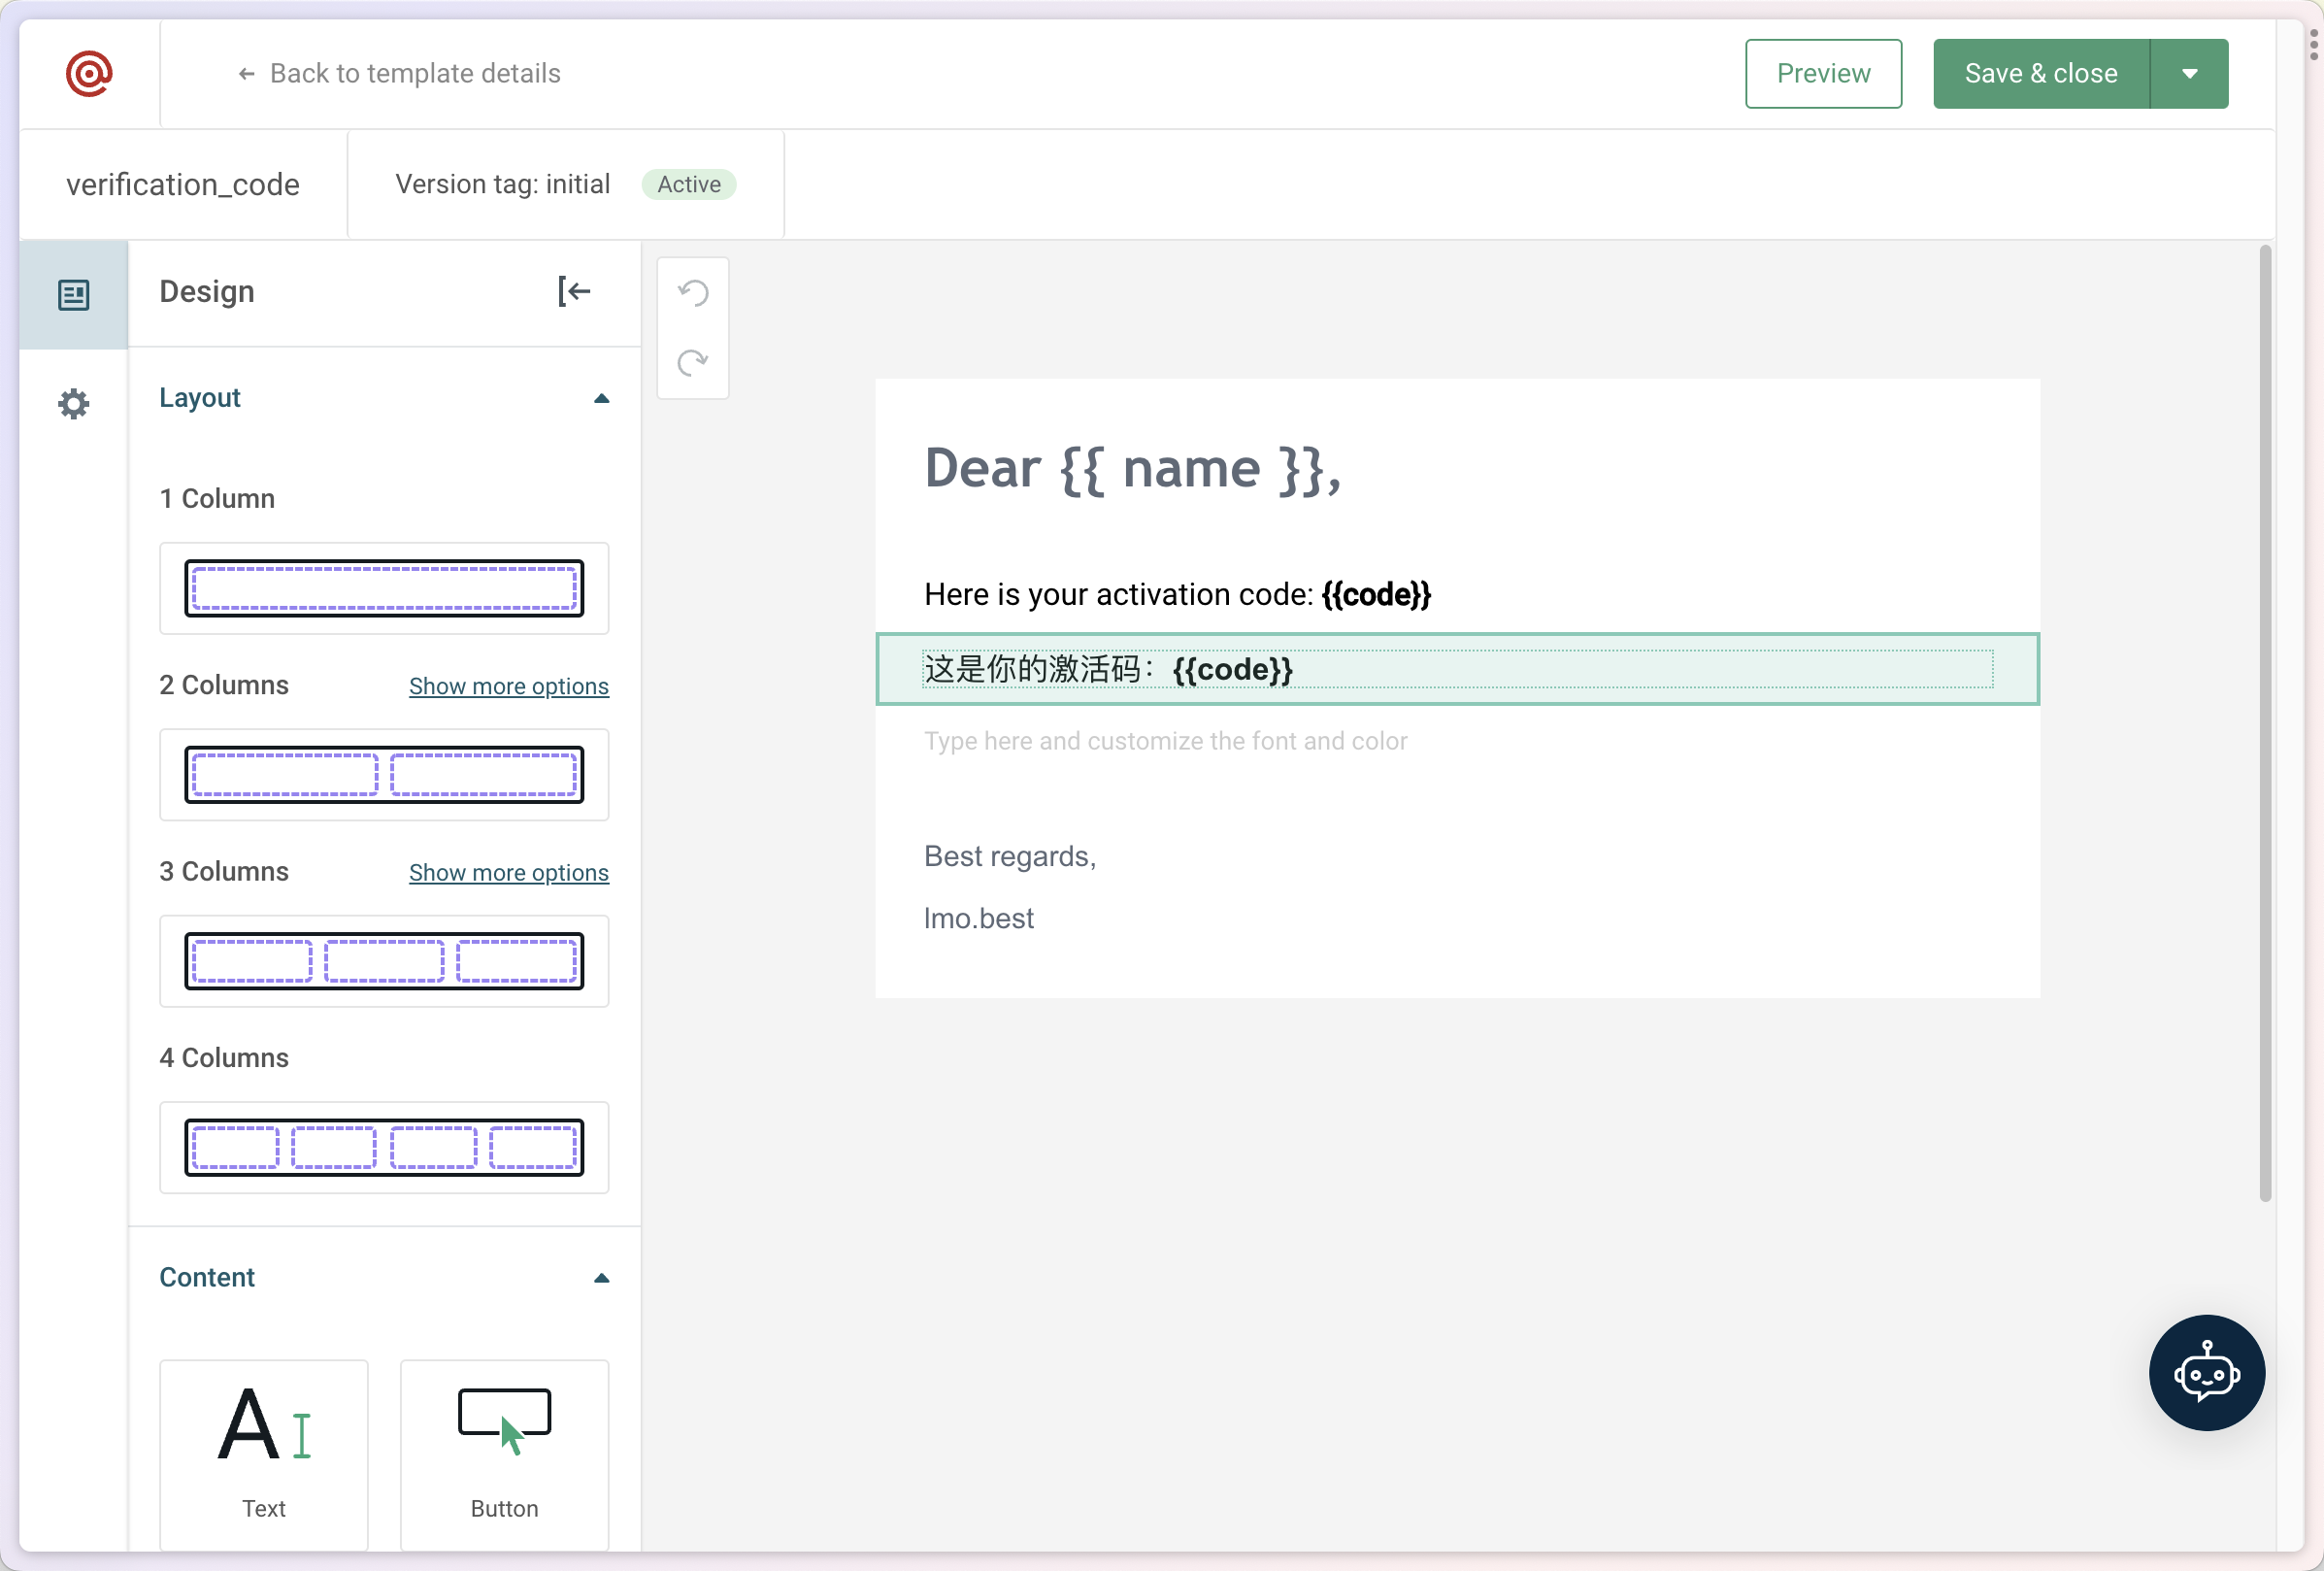 ← Back to template details
Preview
Save & close
verification_code
Version tag: initial
Active
Design
Layout
1 Column
2 Columns
Show more options
3 Columns
Show more options
4 Columns
Content
Text
Button
Dear {{ name }},
Here is your activation code: {{code}}
这是你的激活码：{{code}}
Type here and customize the font and color
Best regards,
lmo.best